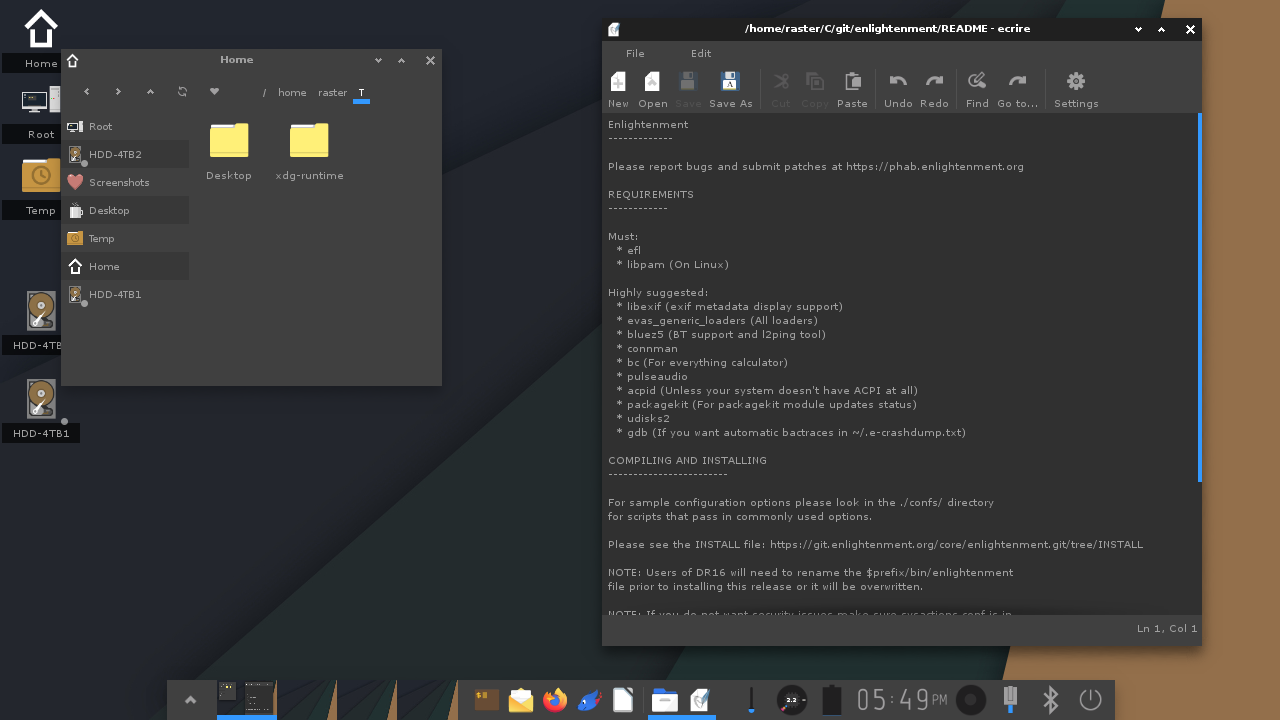 Home
Root
Temp
HDD-4TB
HDD-4TB1
Home
/ home raster T
Root
HDD-4TB2
Screenshots
Desktop
Temp
Home
HDD-4TB1
Desktop
xdg-runtime
/home/raster/C/git/enlightenment/README - ecrire
File Edit
New Open Save Save As Cut Copy Paste Undo Redo Find Go to... Settings
Enlightenment
-------------
Please report bugs and submit patches at https://phab.enlightenment.org
REQUIREMENTS
------------
Must:
* efl
* libpam (On Linux)
Highly suggested:
* libexif (exif metadata display support)
* evas_generic_loaders (All loaders)
* bluez5 (BT support and l2ping tool)
* connman
* bc (For everything calculator)
* pulseaudio
* acpid (Unless your system doesn't have ACPI at all)
* packagekit (For packagekit module updates status)
* udisks2
* gdb (If you want automatic bactraces in ~/.e-crashdump.txt)
COMPILING AND INSTALLING
------------------------
For sample configuration options please look in the ./confs/ directory
for scripts that pass in commonly used options.
Please see the INSTALL file: https://git.enlightenment.org/core/enlightenment.git/tree/INSTALL
NOTE: Users of DR16 will need to rename the $prefix/bin/enlightenment
file prior to installing this release or it will be overwritten.
NOTE: If you do not want security issues make sure sysactions.conf is in
Ln 1, Col 1
2.2
05:49PM